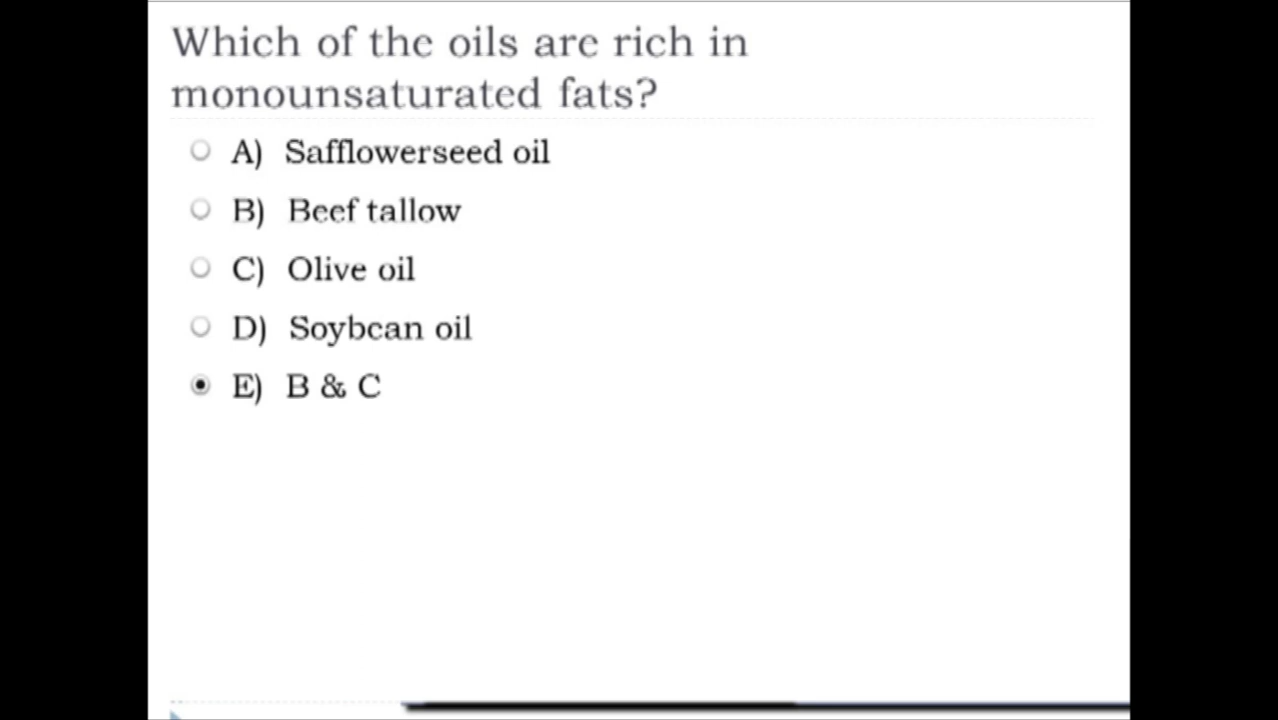 Which of the oils are rich in
monounsaturated fats?
A) Safflowerseed oil
B) Beef tallow
C) Olive oil
D) Soybean oil
E) B & C